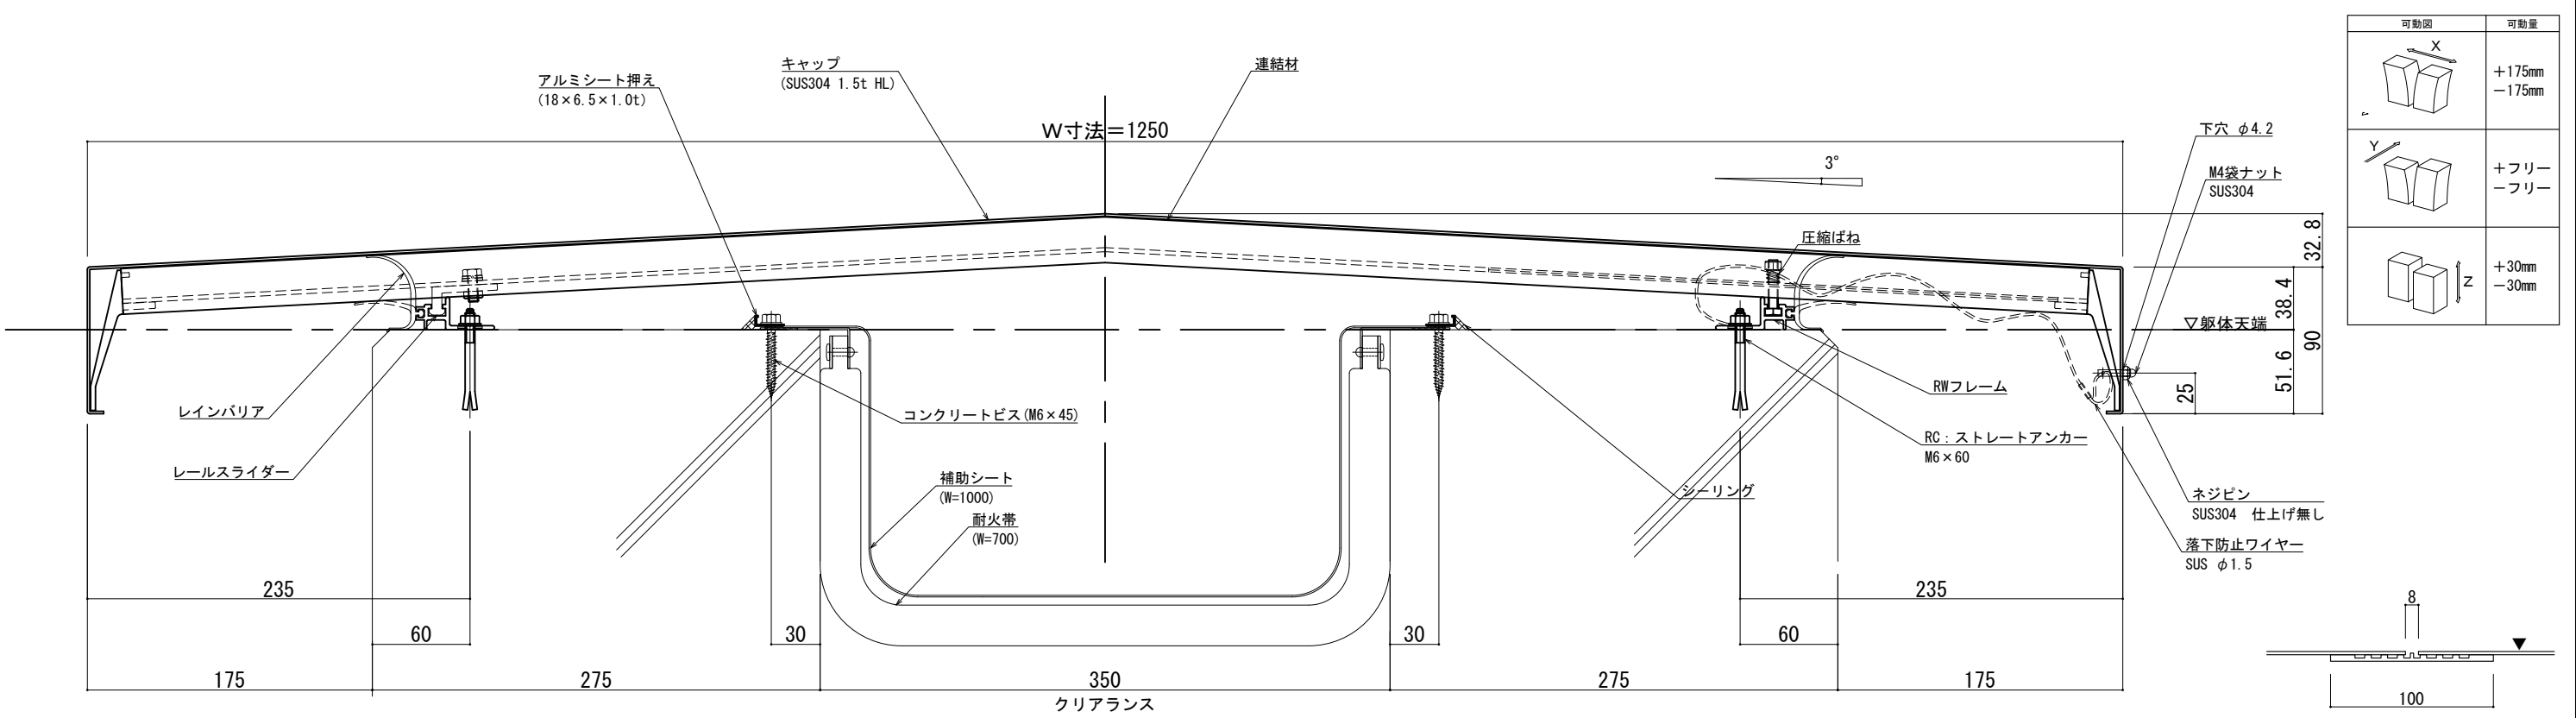 可動図
可動量
X
+175mm
−175mm
Y
+フリー
−フリー
Z
+30mm
−30mm
キャップ
(SUS304 1.5t HL)
連結材
アルミシート押え
(18×6.5×1.0t)
W寸法=1250
下穴 φ4.2
3°
M4袋ナット
SUS304
圧縮ばね
32.8
38.4
▽躯体天端
90
51.6
25
レインバリア
コンクリートビス(M6×45)
RWフレーム
RC:ストレートアンカー
M6×60
レールスライダー
補助シート
(W=1000)
シーリング
ネジピン
SUS304 仕上げ無し
耐火帯
(W=700)
落下防止ワイヤー
SUS φ1.5
235
235
8
60
30
30
60
175
275
350
275
175
クリアランス
100